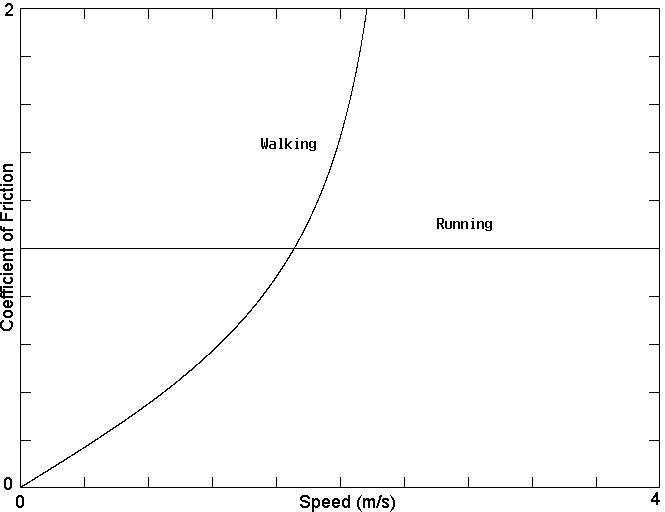 2
Walking
Running
Coefficient of Friction
0
0
Speed (m/s)
4